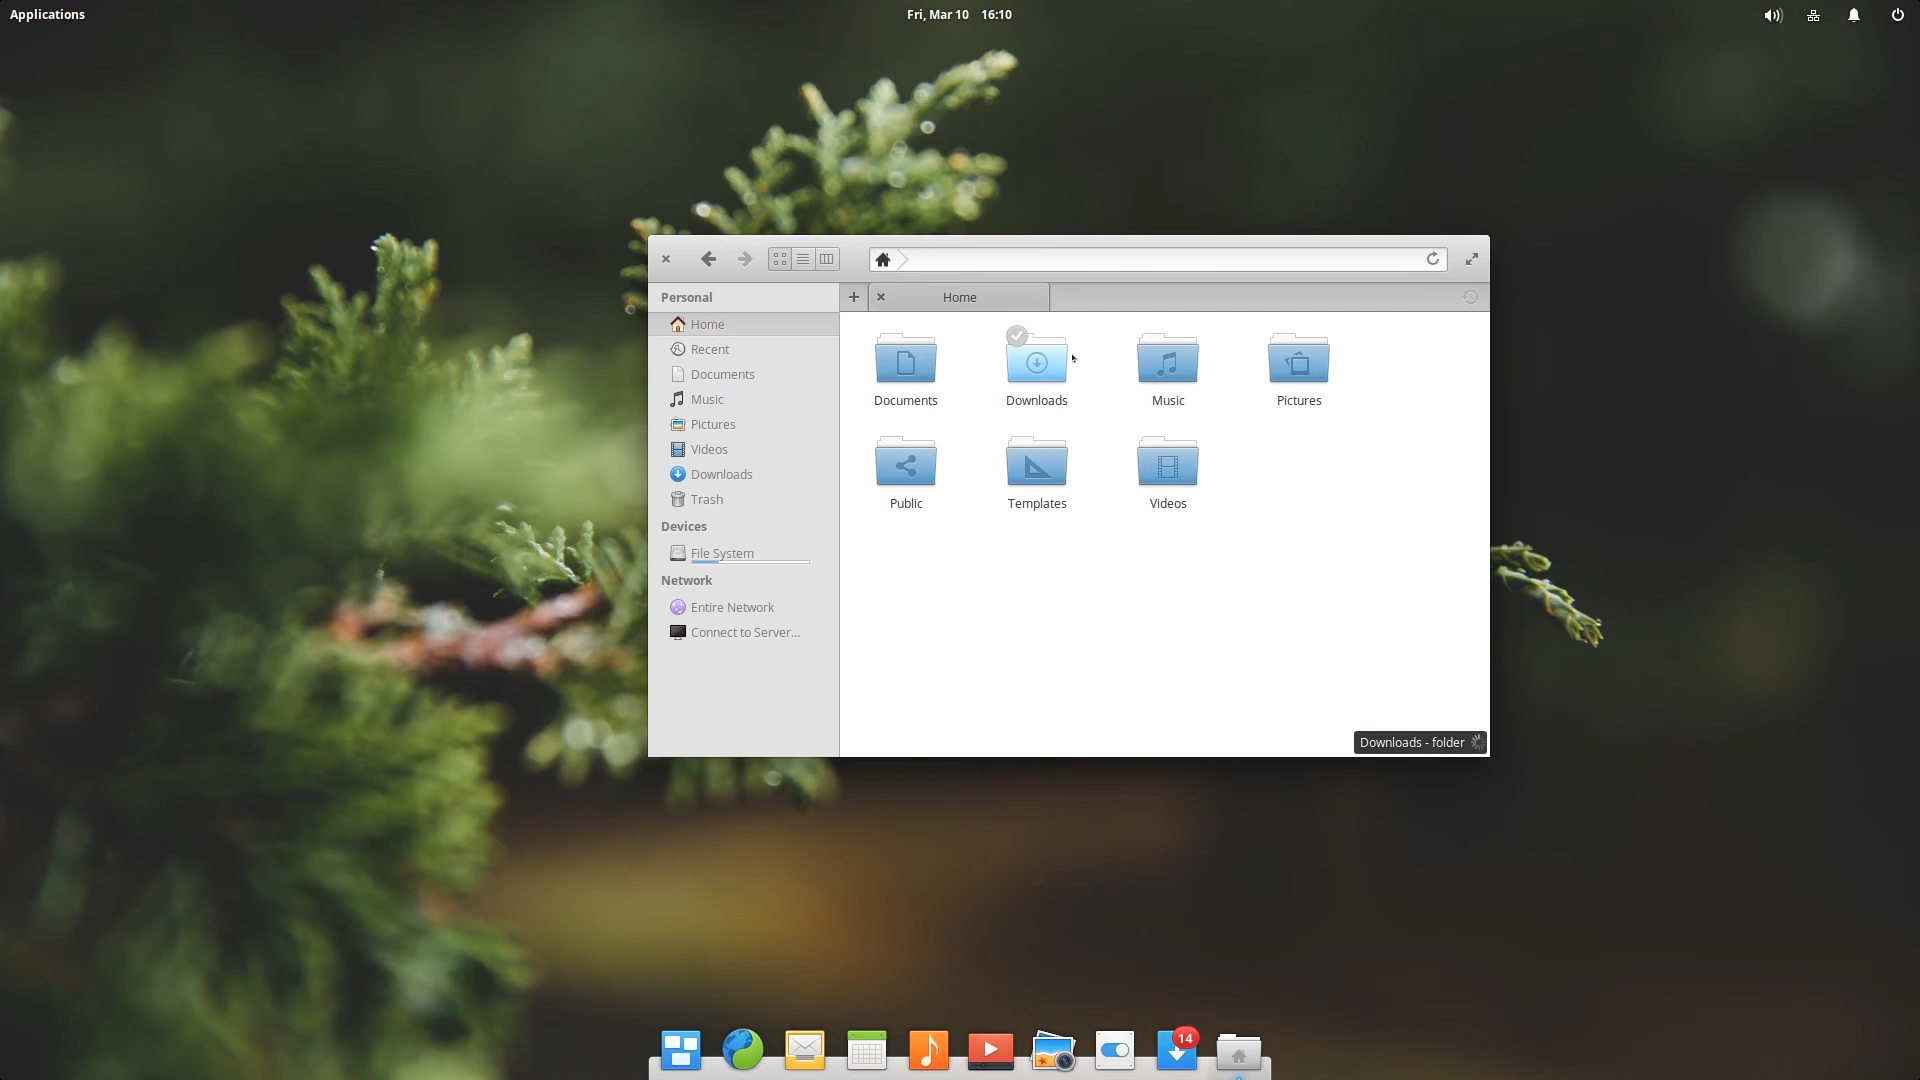 Applications
Fri, Mar 10 16:10
Personal
Home
Recent
Documents
Music
Pictures
Videos
Downloads
Trash
Devices
File System
Network
Entire Network
Connect to Server...
Home
Documents
Downloads
Music
Pictures
Public
Templates
Videos
Downloads - folder
14